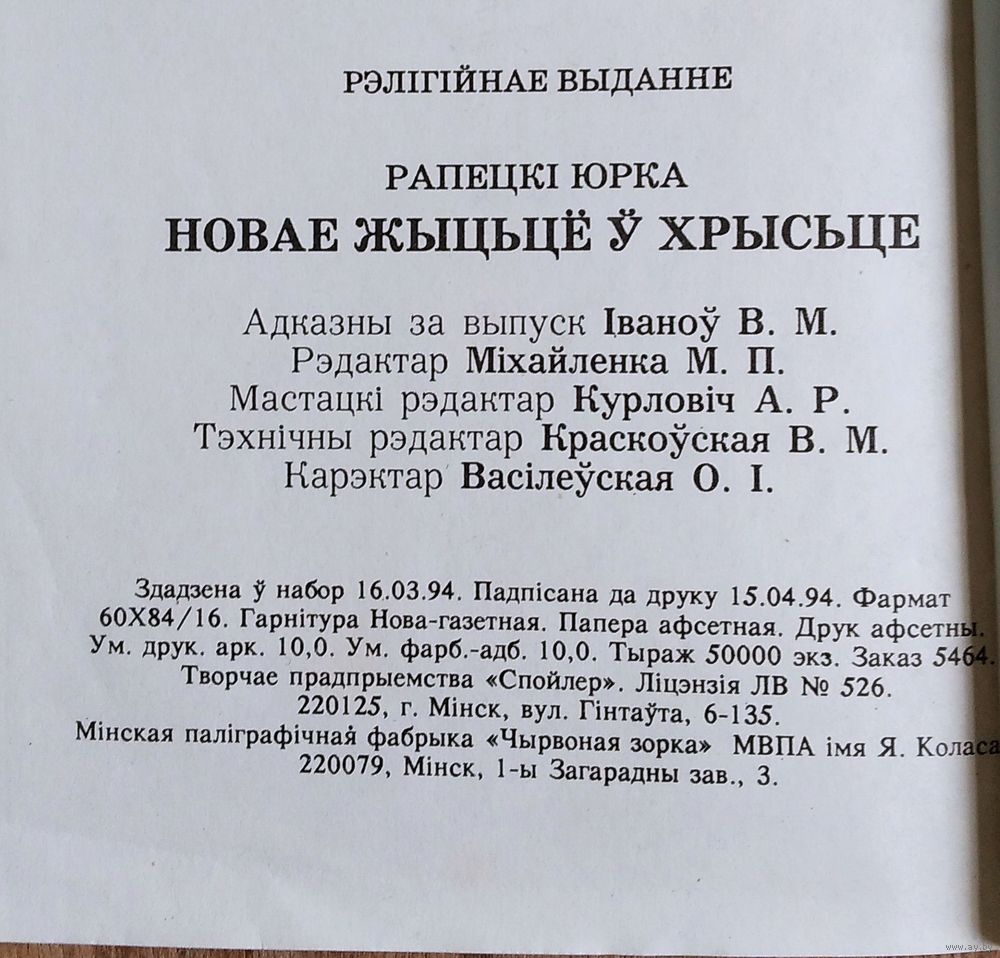 РЭЛІГІЙНАЕ ВЫДАННЕ
РАПЕЦКІ ЮРКА
НОВАЕ ЖЫЦЬЦЁ Ў ХРЫСЬЦЕ
Адказны за выпуск Іваноў В. М.
Рэдактар Міхайленка М. П.
Мастацкі рэдактар Курловіч А. Р.
Тэхнічны рэдактар Краскоўская В. М.
Карэктар Васілеўская О. І.
Здадзена ў набор 16.03.94. Падпісана да друку 15.04.94. Фармат
60Х84/16. Гарнітура Нова-газетная. Папера афсетная. Друк афсетны.
Ум. друк. арк. 10,0. Ум. фарб.-адб. 10,0. Тыраж 50000 экз. Заказ 5464.
Творчае прадпрыемства «Спойлер». Ліцэнзія ЛВ № 526.
220125, г. Мінск, вул. Гінтаўта, 6-135.
Мінская паліграфічная фабрыка «Чырвоная зорка» МВПА імя Я. Коласа
220079, Мінск, 1-ы Загарадны зав., 3.
www.ay.by